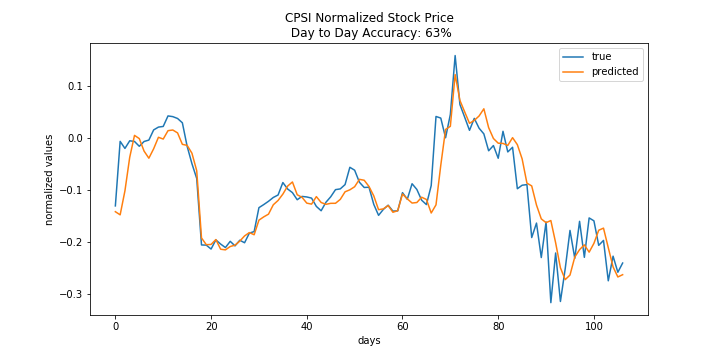 CPSI Normalized Stock Price
Day to Day Accuracy: 63%
true
predicted
normalized values
0.1
0.0
−0.1
−0.2
−0.3
0
20
40
60
80
100
days